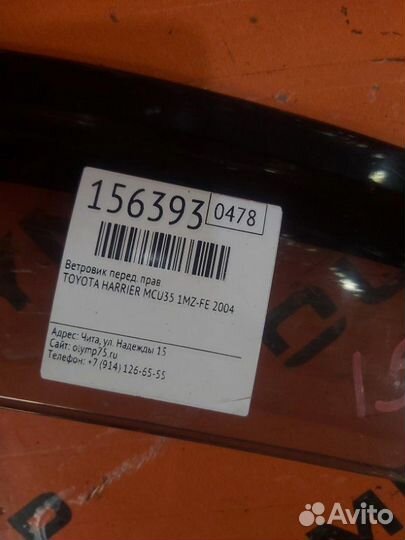 156393 0478
Ветровик перед. прав
TOYOTA HARRIER MCU35 1MZ-FE 2004
Адрес: Чита, ул. Надежды 15
Сайт: olymp75.ru
Телефон: +7 (914) 126-65-55
Avito